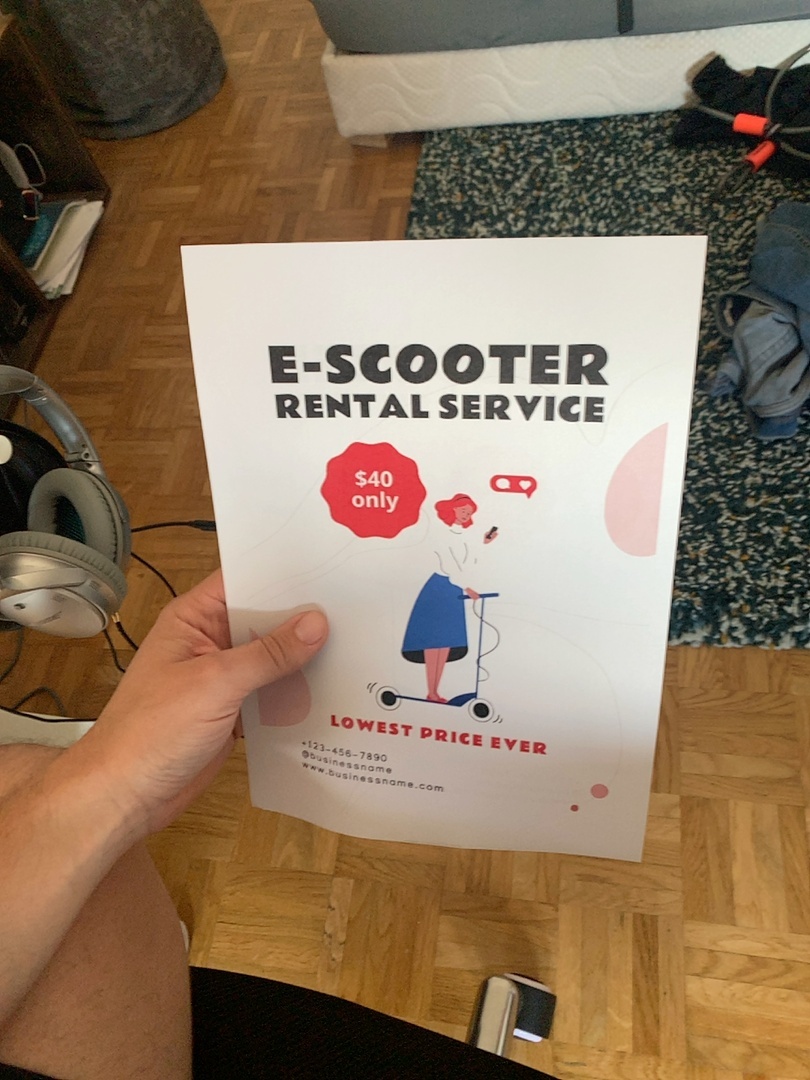 E-SCOOTER
RENTAL SERVICE
$40
only
LOWEST PRICE EVER
+123-456-7890
@businessname
www.businessname.com